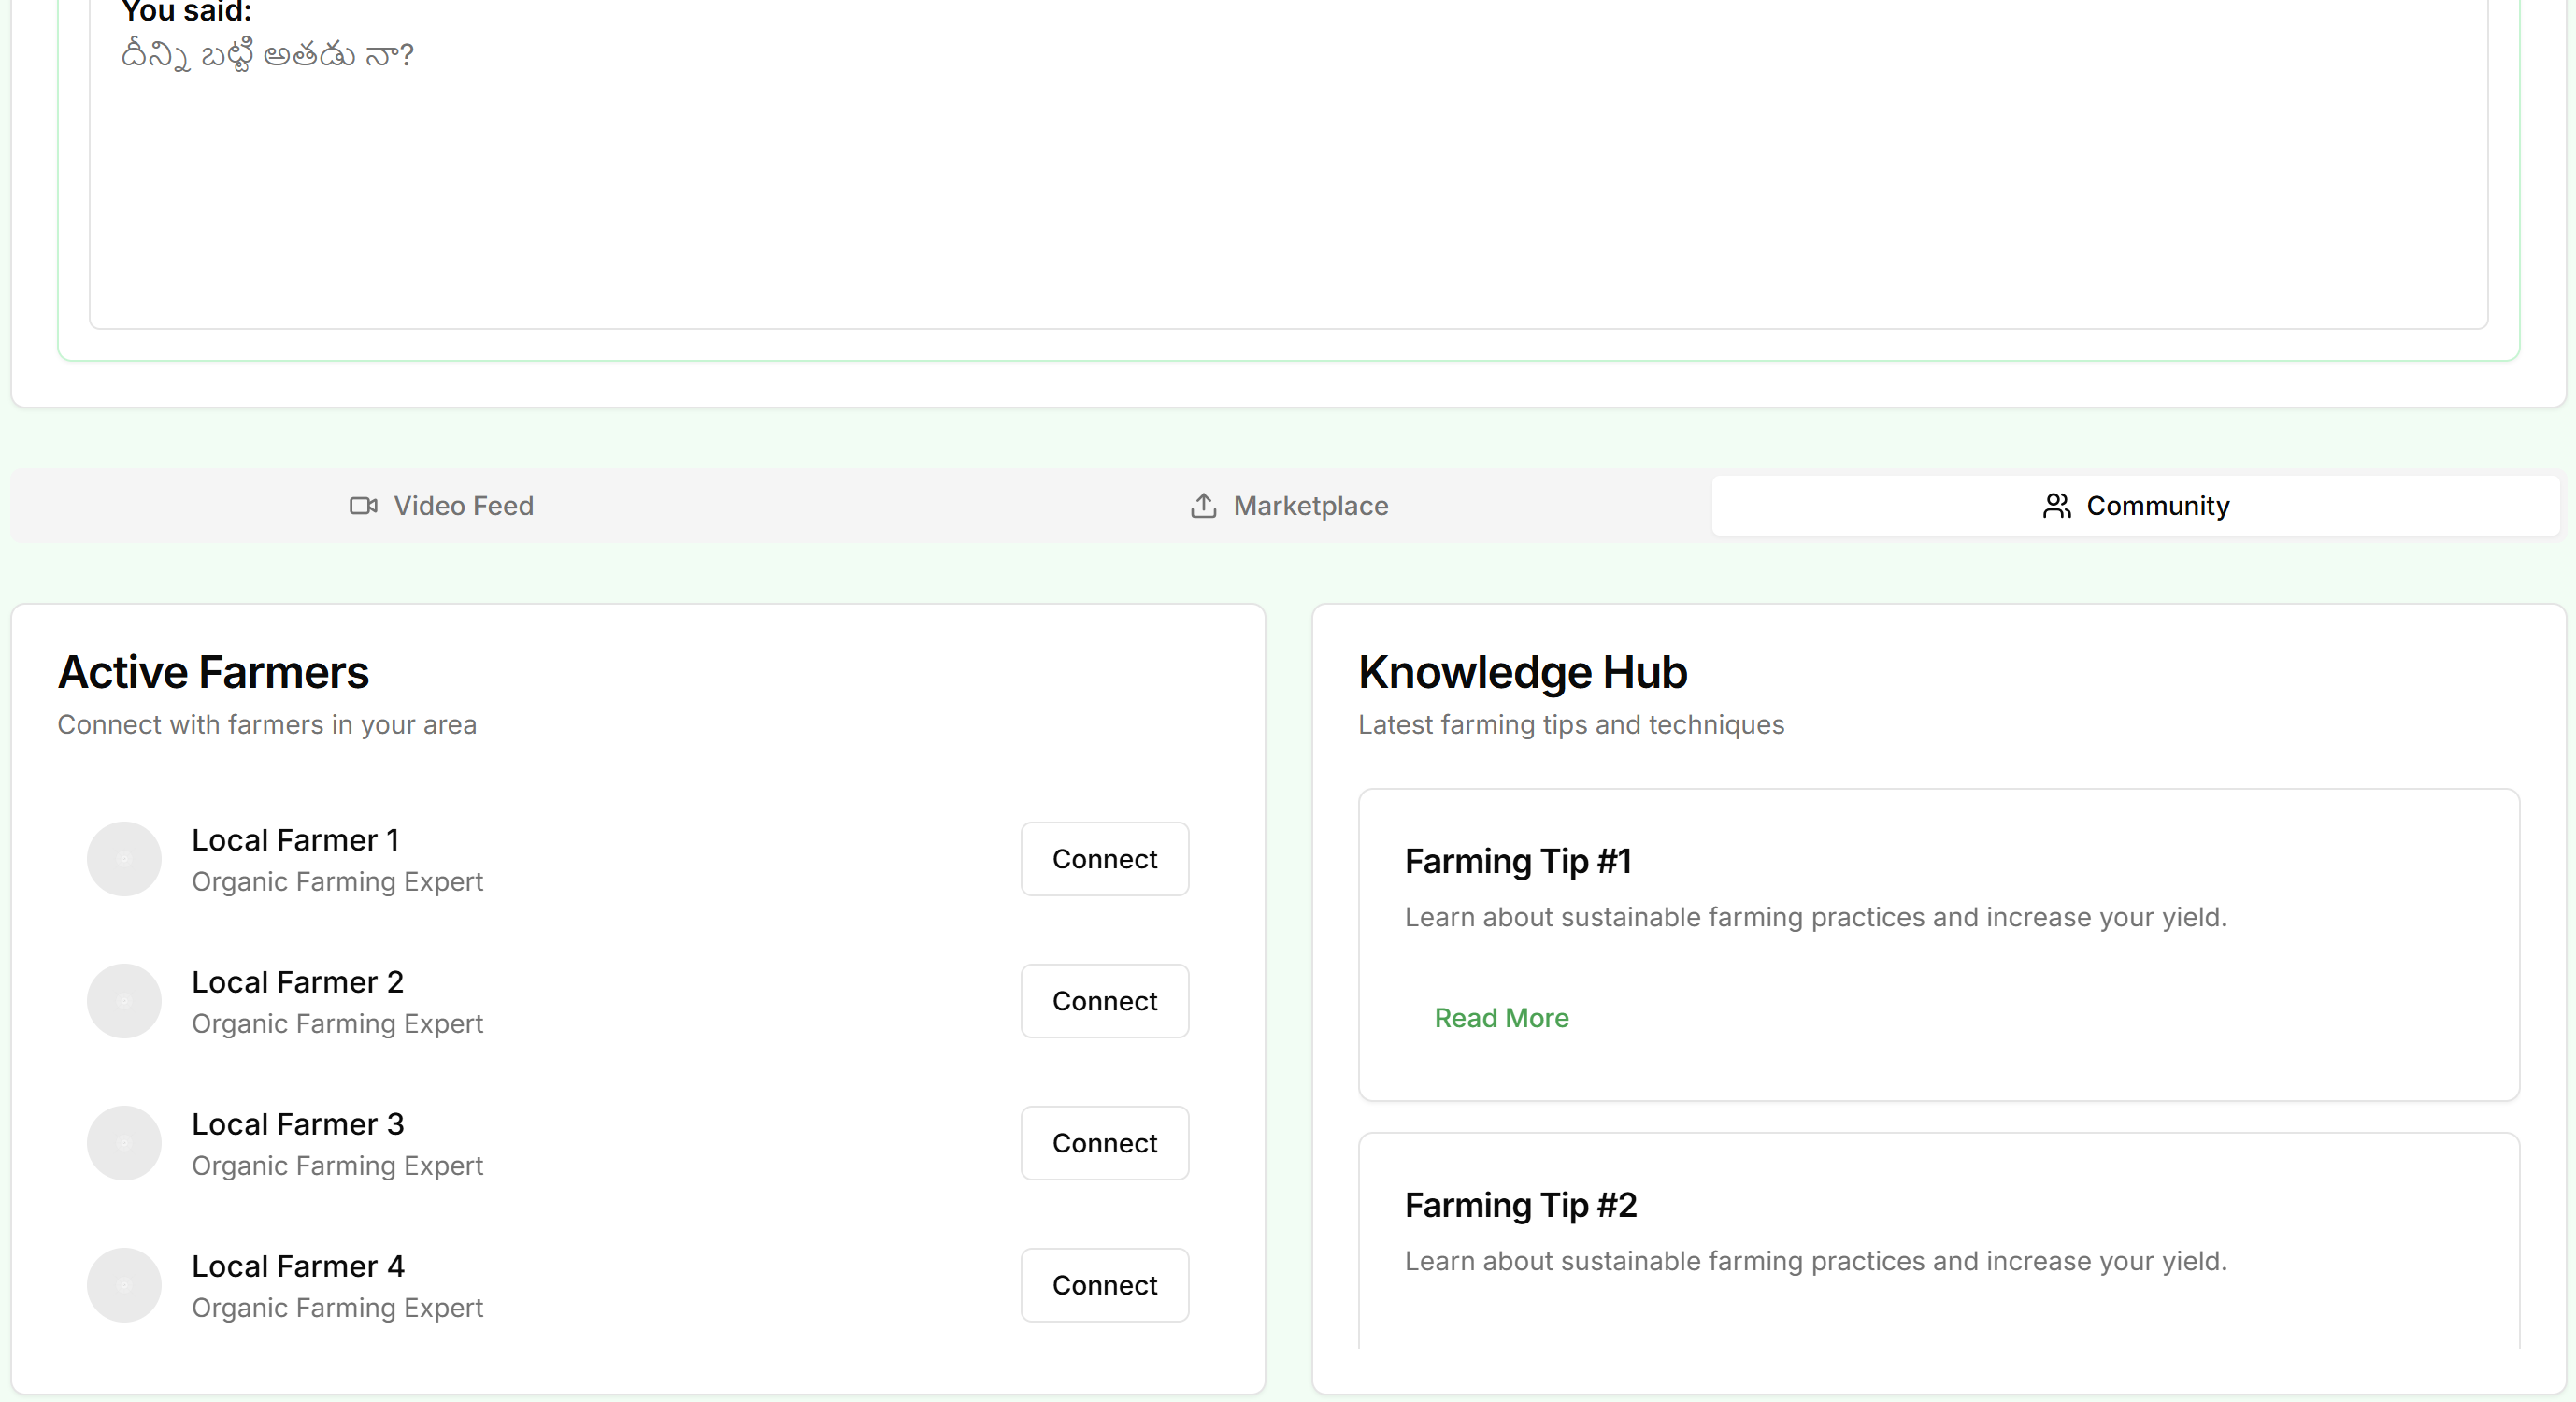 You said:
దీన్ని బట్టి అతడు నా?
Video Feed
Marketplace
Community
Active Farmers
Connect with farmers in your area
Local Farmer 1
Organic Farming Expert
Connect
Local Farmer 2
Organic Farming Expert
Connect
Local Farmer 3
Organic Farming Expert
Connect
Local Farmer 4
Organic Farming Expert
Connect
Knowledge Hub
Latest farming tips and techniques
Farming Tip #1
Learn about sustainable farming practices and increase your yield.
Read More
Farming Tip #2
Learn about sustainable farming practices and increase your yield.